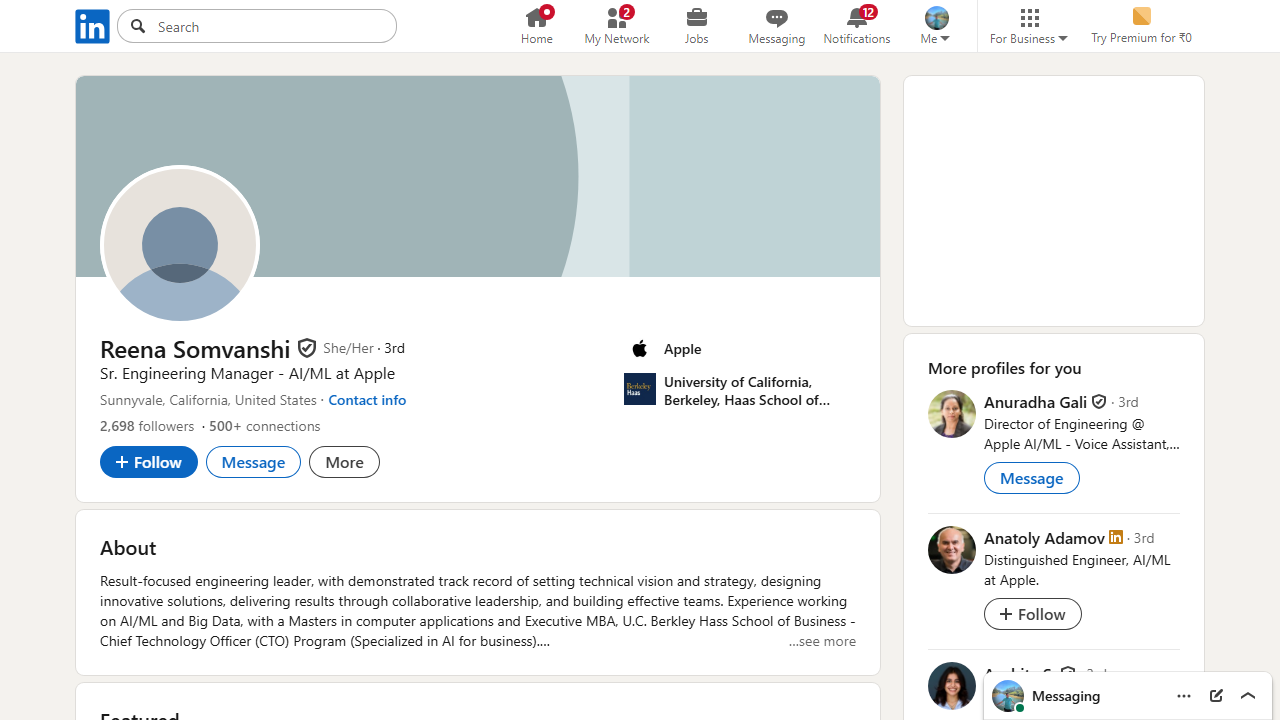 in
Search
Home
2
My Network
Jobs
Messaging
12
Notifications
Me
For Business
Try Premium for ₹0
Reena Somvanshi She/Her · 3rd
Sr. Engineering Manager - AI/ML at Apple
Sunnyvale, California, United States · Contact info
2,698 followers · 500+ connections
+ Follow
Message
More
Apple
Berkeley
Haas
University of California,
Berkeley, Haas School of…
About
Result-focused engineering leader, with demonstrated track record of setting technical vision and strategy, designing
innovative solutions, delivering results through collaborative leadership, and building effective teams. Experience working
on AI/ML and Big Data, with a Masters in computer applications and Executive MBA, U.C. Berkley Hass School of Business -
Chief Technology Officer (CTO) Program (Specialized in AI for business)....
…see more
Featured
More profiles for you
Anuradha Gali · 3rd
Director of Engineering @
Apple AI/ML - Voice Assistant,…
Message
Anatoly Adamov in · 3rd
Distinguished Engineer, AI/ML
at Apple.
+ Follow
Messaging